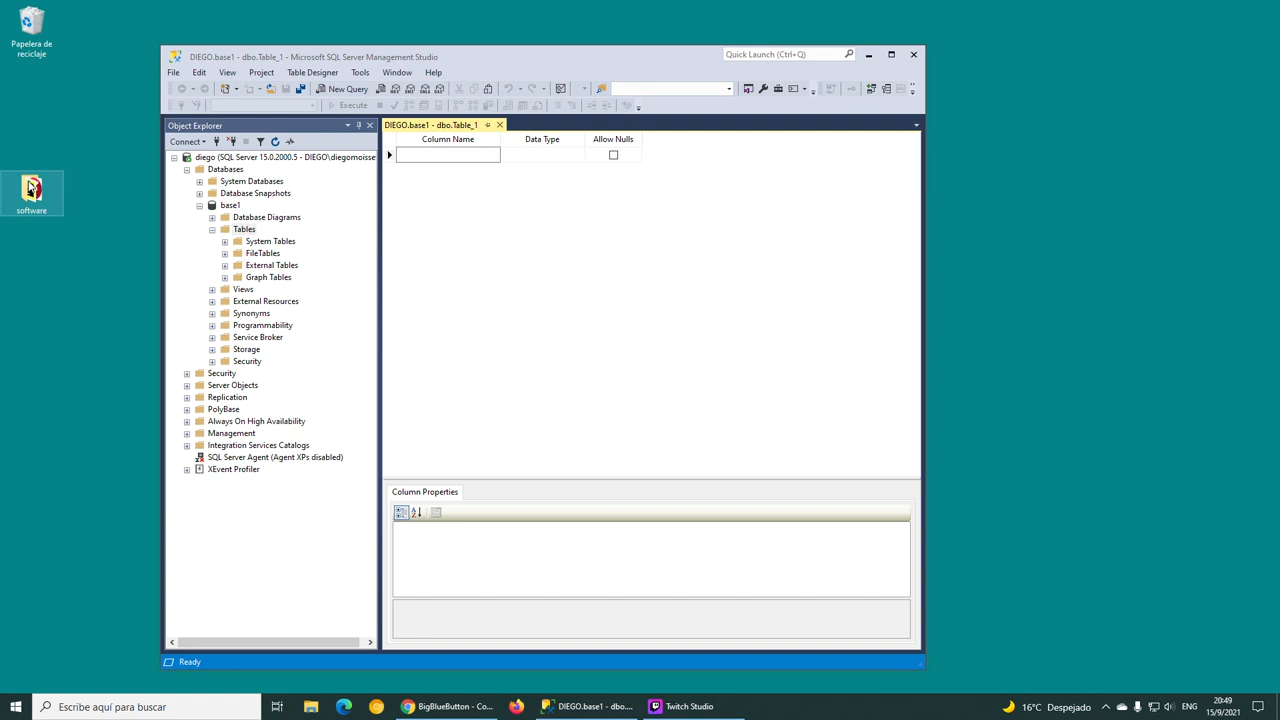 Papelera de
reciclaje
software
DIEGO.base1 - dbo.Table_1 - Microsoft SQL Server Management Studio
Quick Launch (Ctrl+Q)
File Edit View Project Table Designer Tools Window Help
New Query
Execute
Object Explorer
Connect
diego (SQL Server 15.0.2000.5 - DIEGO\diegomoisse
Databases
System Databases
Database Snapshots
base1
Database Diagrams
Tables
System Tables
FileTables
External Tables
Graph Tables
Views
External Resources
Synonyms
Programmability
Service Broker
Storage
Security
Security
Server Objects
Replication
PolyBase
Always On High Availability
Management
Integration Services Catalogs
SQL Server Agent (Agent XPs disabled)
XEvent Profiler
DIEGO.base1 - dbo.Table_1
Column Name Data Type Allow Nulls
Column Properties
Ready
Escribe aquí para buscar
BigBlueButton - Co...
DIEGO.base1 - dbo....
Twitch Studio
16°C Despejado
ENG
20:49
15/9/2021